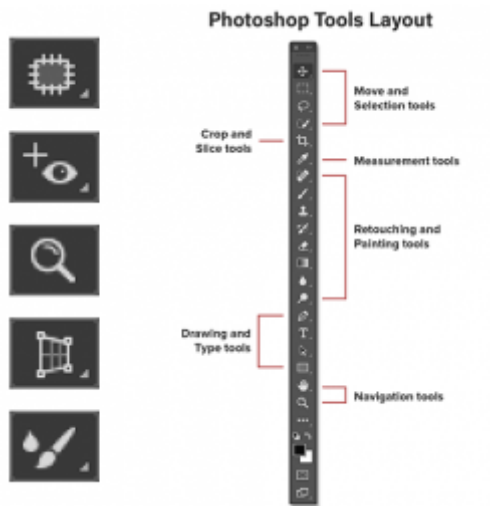 Photoshop Tools Layout
Move and
Selection tools
Crop and
Slice tools
Measurement tools
Retouching and
Painting tools
Drawing and
Type tools
Navigation tools